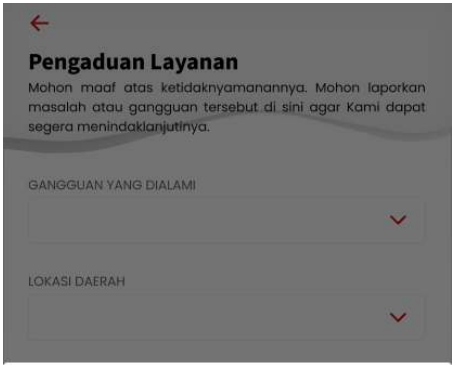 Pengaduan Layanan
Mohon maaf atas ketidaknyamanannya. Mohon laporkan
masalah atau gangguan tersebut di sini agar Kami dapat
segera menindaklanjutinya.
GANGGUAN YANG DIALAMI
LOKASI DAERAH